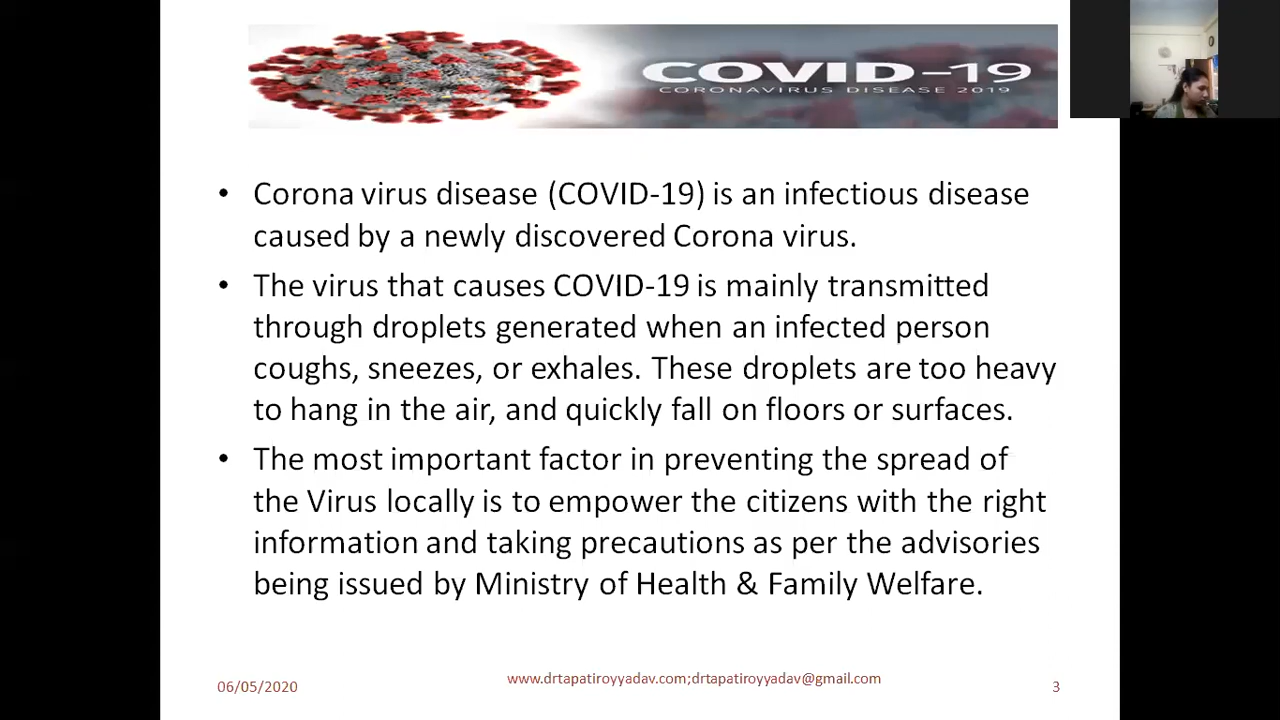 COVID-19
CORONAVIRUS DISEASE 2019
• Corona virus disease (COVID-19) is an infectious disease
caused by a newly discovered Corona virus.
• The virus that causes COVID-19 is mainly transmitted
through droplets generated when an infected person
coughs, sneezes, or exhales. These droplets are too heavy
to hang in the air, and quickly fall on floors or surfaces.
• The most important factor in preventing the spread of
the Virus locally is to empower the citizens with the right
information and taking precautions as per the advisories
being issued by Ministry of Health & Family Welfare.
06/05/2020
www.drtapatiroyyadav.com;drtapatiroyyadav@gmail.com
3